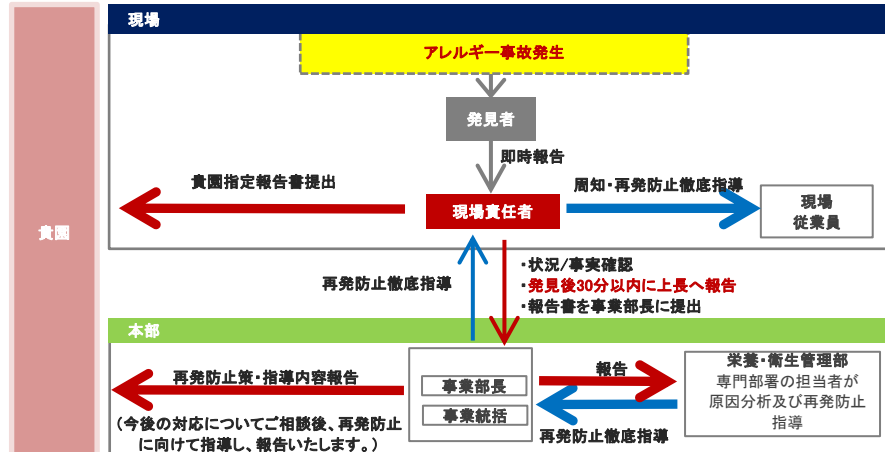 現場
アレルギー事故発生
発見者
即時報告
貴園指定報告書提出
現場責任者
周知・再発防止徹底指導
現場
従業員
貴園
再発防止徹底指導
・状況/事実確認
・発見後30分以内に上長へ報告
・報告書を事業部長に提出
本部
再発防止策・指導内容報告
(今後の対応についてご相談後、再発防止
に向けて指導し、報告いたします。)
事業部長
事業統括
報告
再発防止徹底指導
栄養・衛生管理部
専門部署の担当者が
原因分析及び再発防止
指導